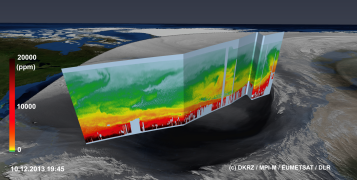 20000
(ppm)
10000
0
10.12.2013 19:45
(c) DKRZ / MPI-M / EUMETSAT / DLR